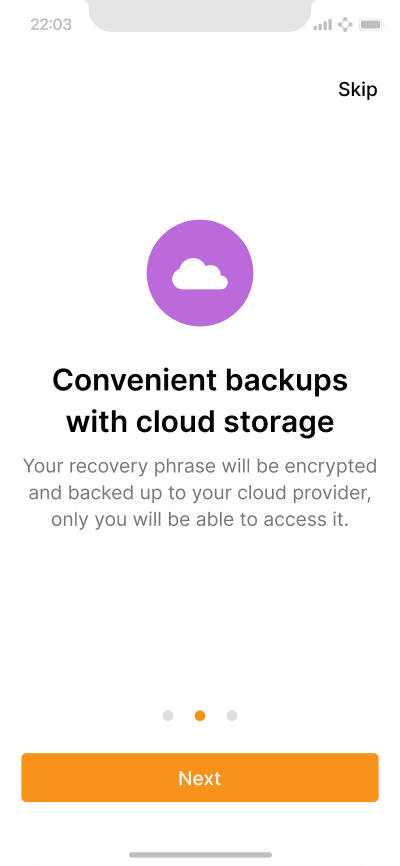 22:03
Skip
Convenient backups
with cloud storage
Your recovery phrase will be encrypted
and backed up to your cloud provider,
only you will be able to access it.
Next